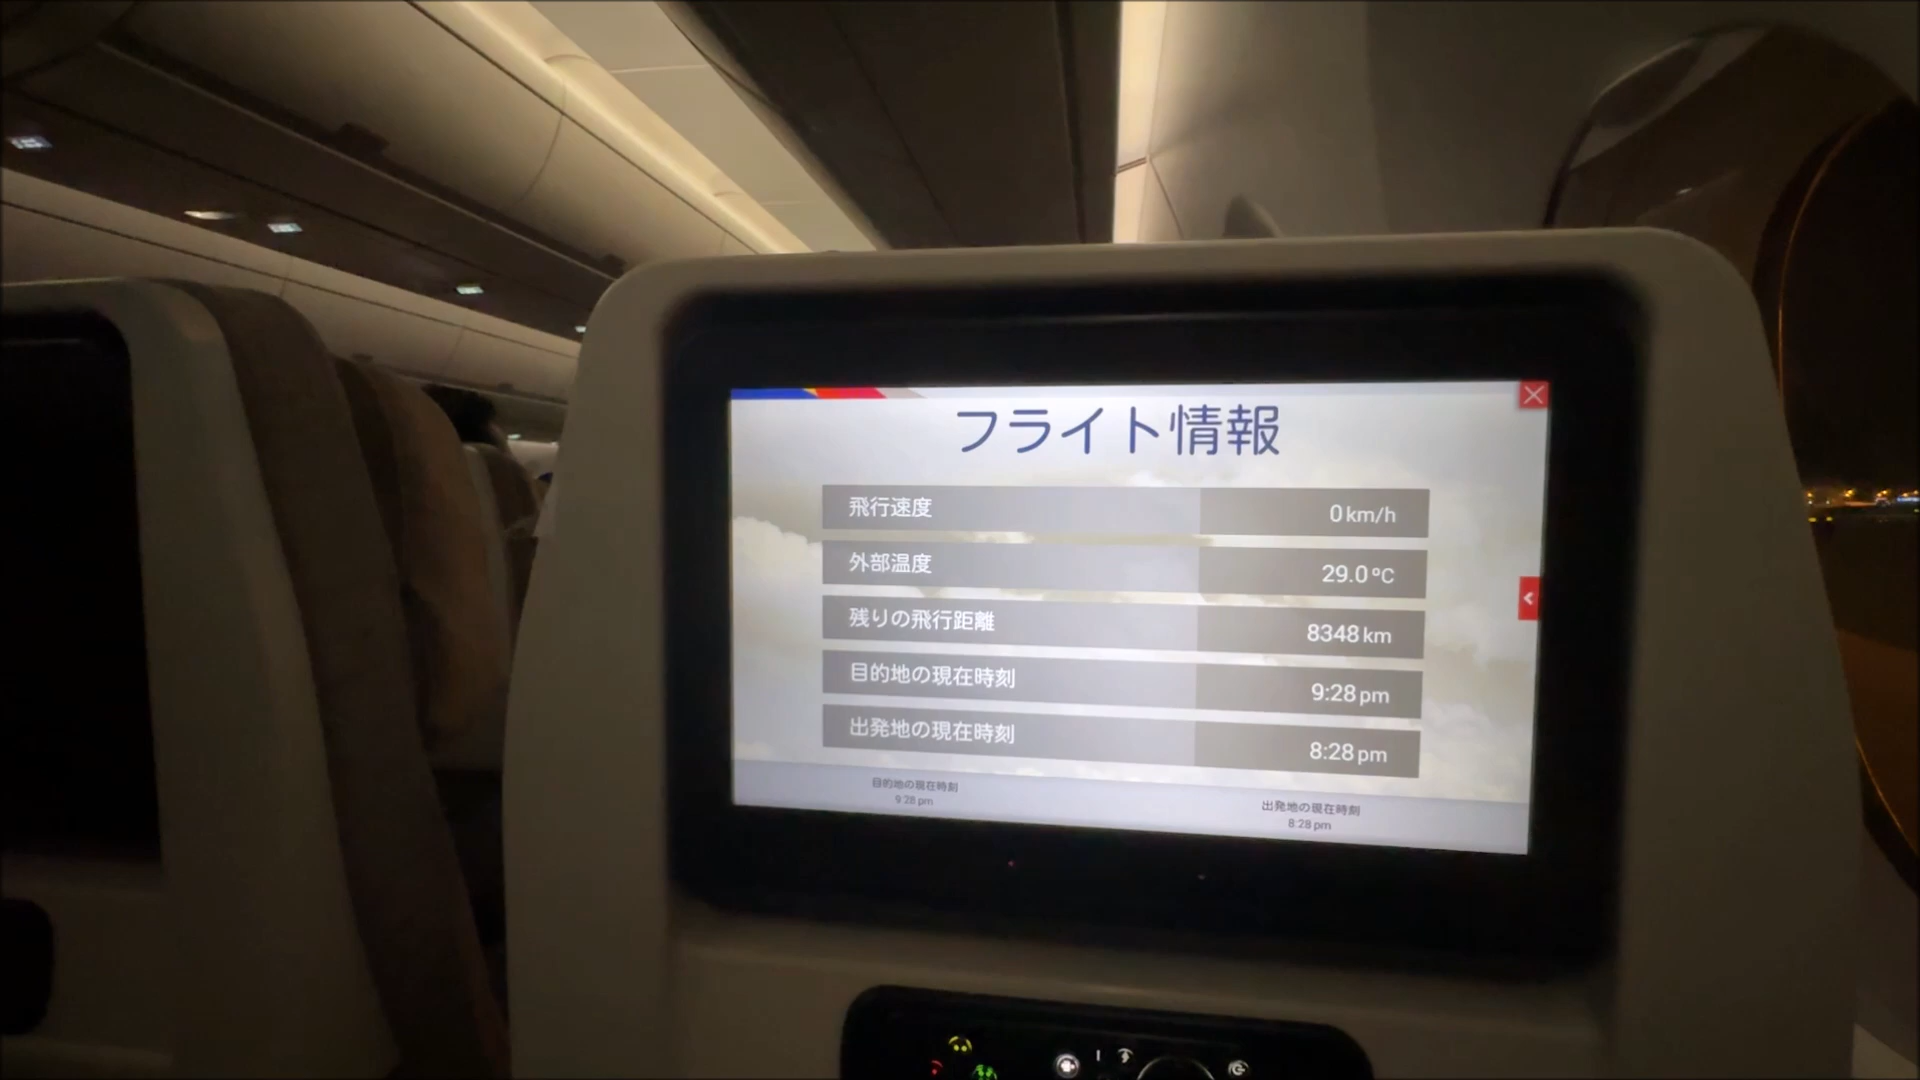 フライト情報
飛行速度 0 km/h
外部温度 29.0 ºC
残りの飛行距離 8348 km
目的地の現在時刻 9:28 pm
出発地の現在時刻 8:28 pm
目的地の現在時刻
9:28 pm
出発地の現在時刻
8:28 pm